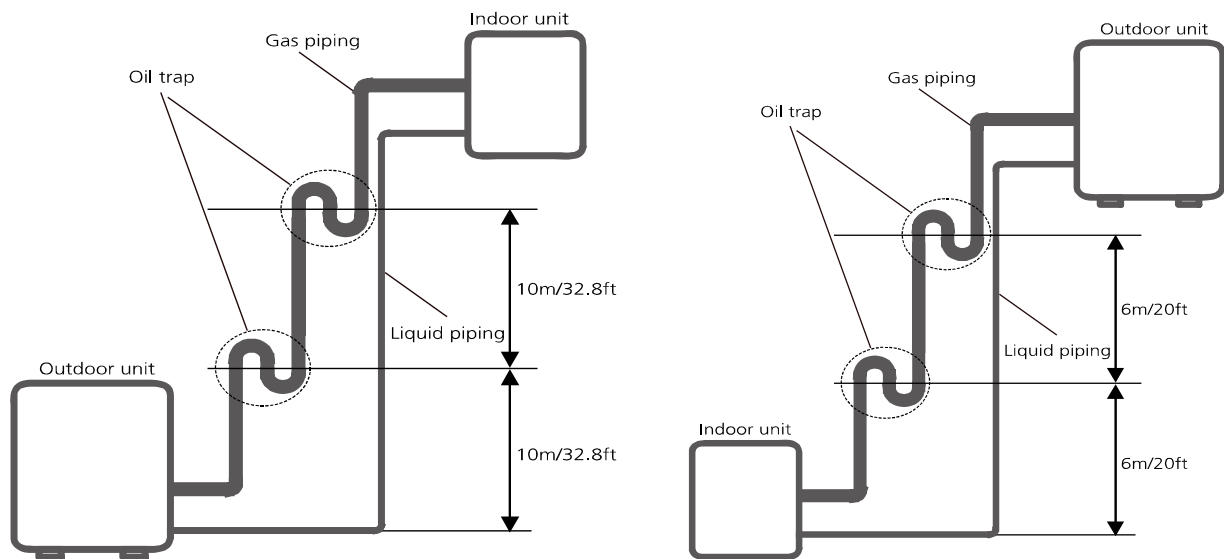 Indoor unit
Gas piping
Oil trap
10m/32.8ft
Liquid piping
Outdoor unit
10m/32.8ft
Outdoor unit
Gas piping
Oil trap
6m/20ft
Liquid piping
Indoor unit
6m/20ft